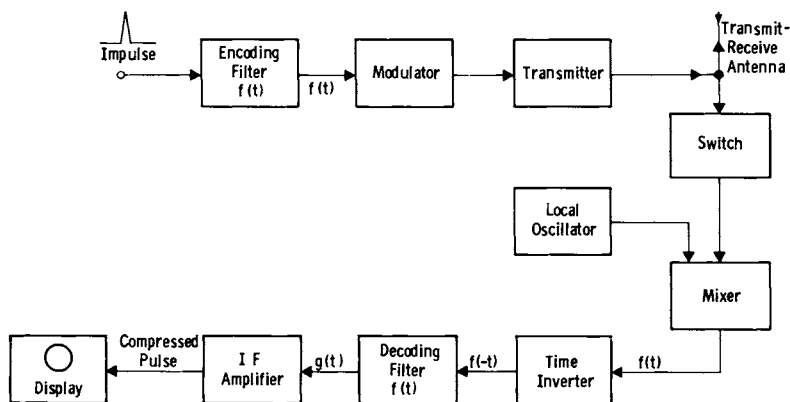 Impulse
Encoding
Filter
f(t)
f(t)
Modulator
Transmitter
Transmit-
Receive
Antenna
Switch
Local
Oscillator
Mixer
f(t)
Time
Inverter
f(-t)
Decoding
Filter
f(t)
g(t)
I F
Amplifier
Compressed
Pulse
Display